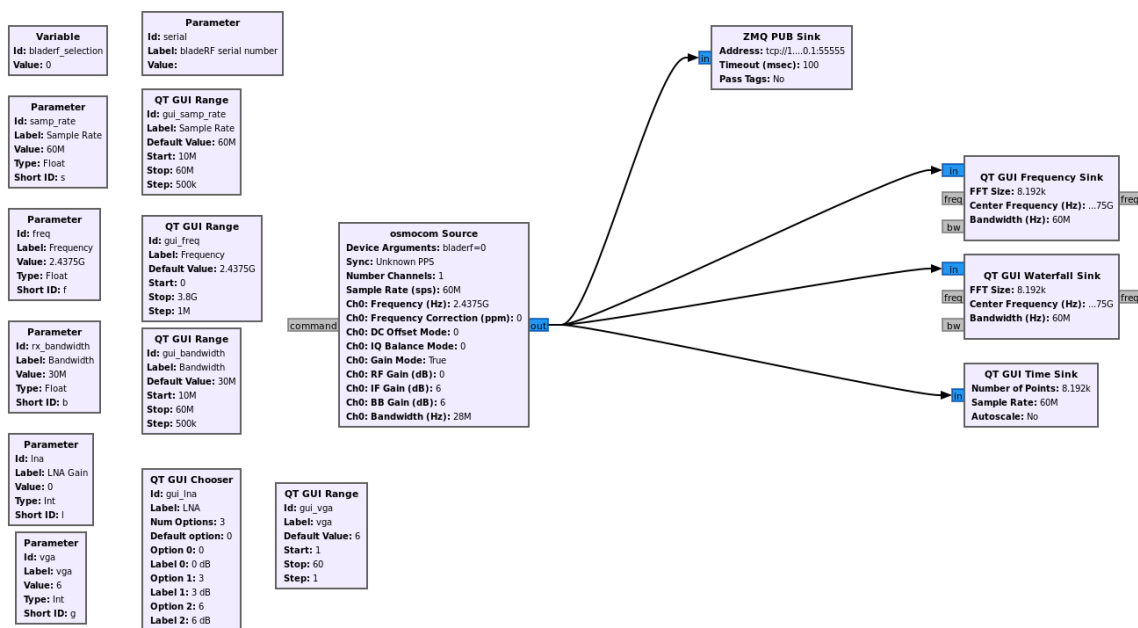 Variable
Id: bladerf_selection
Value: 0
Parameter
Id: serial
Label: bladeRF serial number
Value:
Parameter
Id: samp_rate
Label: Sample Rate
Value: 60M
Type: Float
Short ID: s
QT GUI Range
Id: gui_samp_rate
Label: Sample Rate
Default Value: 60M
Start: 10M
Stop: 60M
Step: 500k
Parameter
Id: freq
Label: Frequency
Value: 2.4375G
Type: Float
Short ID: f
QT GUI Range
Id: gui_freq
Label: Frequency
Default Value: 2.4375G
Start: 0
Stop: 3.8G
Step: 1M
Parameter
Id: rx_bandwidth
Label: Bandwidth
Value: 30M
Type: Float
Short ID: b
QT GUI Range
Id: gui_bandwidth
Label: Bandwidth
Default Value: 30M
Start: 10M
Stop: 60M
Step: 500k
Parameter
Id: lna
Label: LNA Gain
Value: 0
Type: Int
Short ID: l
Parameter
Id: vga
Label: vga
Value: 6
Type: Int
Short ID: g
QT GUI Chooser
Id: gui_lna
Label: LNA
Num Options: 3
Default option: 0
Option 0: 0
Label 0: 0 dB
Option 1: 3
Label 1: 3 dB
Option 2: 6
Label 2: 6 dB
QT GUI Range
Id: gui_vga
Label: vga
Default Value: 6
Start: 1
Stop: 60
Step: 1
command
osmocom Source
Device Arguments: bladerf=0
Sync: Unknown PPS
Number Channels: 1
Sample Rate (sps): 60M
Ch0: Frequency (Hz): 2.4375G
Ch0: Frequency Correction (ppm): 0
Ch0: DC Offset Mode: 0
Ch0: IQ Balance Mode: 0
Ch0: Gain Mode: True
Ch0: RF Gain (dB): 0
Ch0: IF Gain (dB): 6
Ch0: BB Gain (dB): 6
Ch0: Bandwidth (Hz): 28M
out
in
ZMQ PUB Sink
Address: tcp://1....0.1:55555
Timeout (msec): 100
Pass Tags: No
in
freq
bw
QT GUI Frequency Sink
FFT Size: 8.192k
Center Frequency (Hz): ...75G
Bandwidth (Hz): 60M
freq
in
freq
bw
QT GUI Waterfall Sink
FFT Size: 8.192k
Center Frequency (Hz): ...75G
Bandwidth (Hz): 60M
freq
in
QT GUI Time Sink
Number of Points: 8.192k
Sample Rate: 60M
Autoscale: No